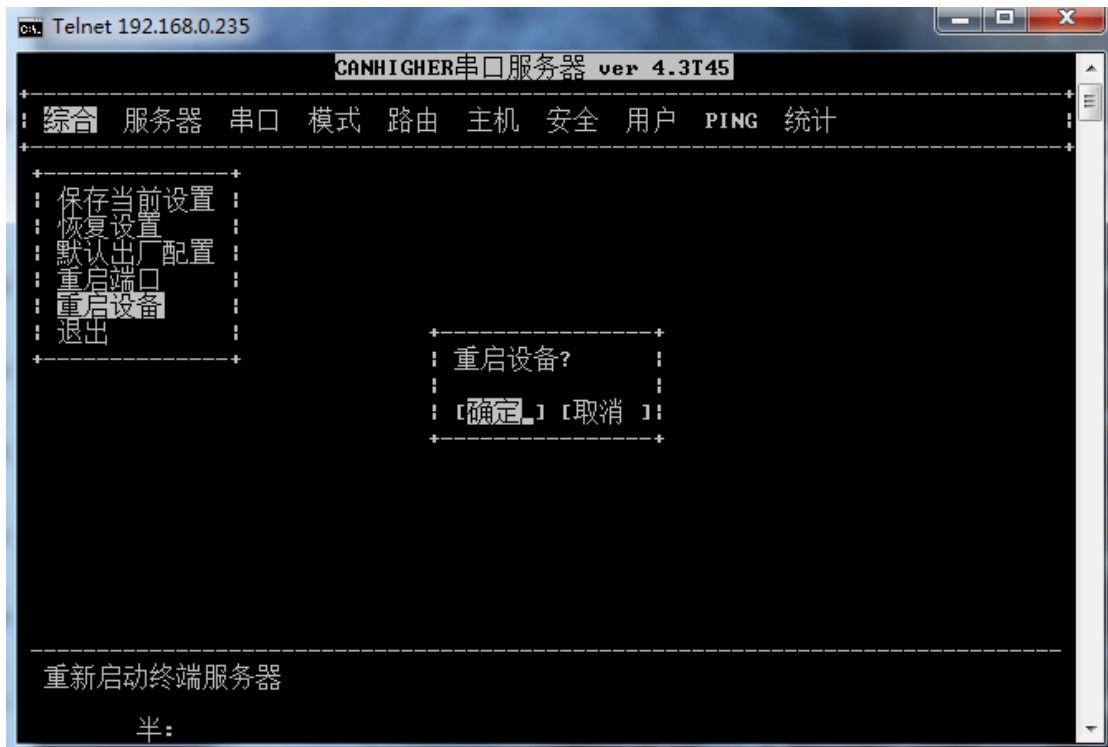 Telnet 192.168.0.235
CANHIGHER串口服务器 ver 4.3T45
综合 服务器 串口 模式 路由 主机 安全 用户 PING 统计
保存当前设置
恢复设置
默认出厂配置
重启端口
重启设备
退出
重启设备?
[确定_] [取消 ]
重新启动终端服务器
半: